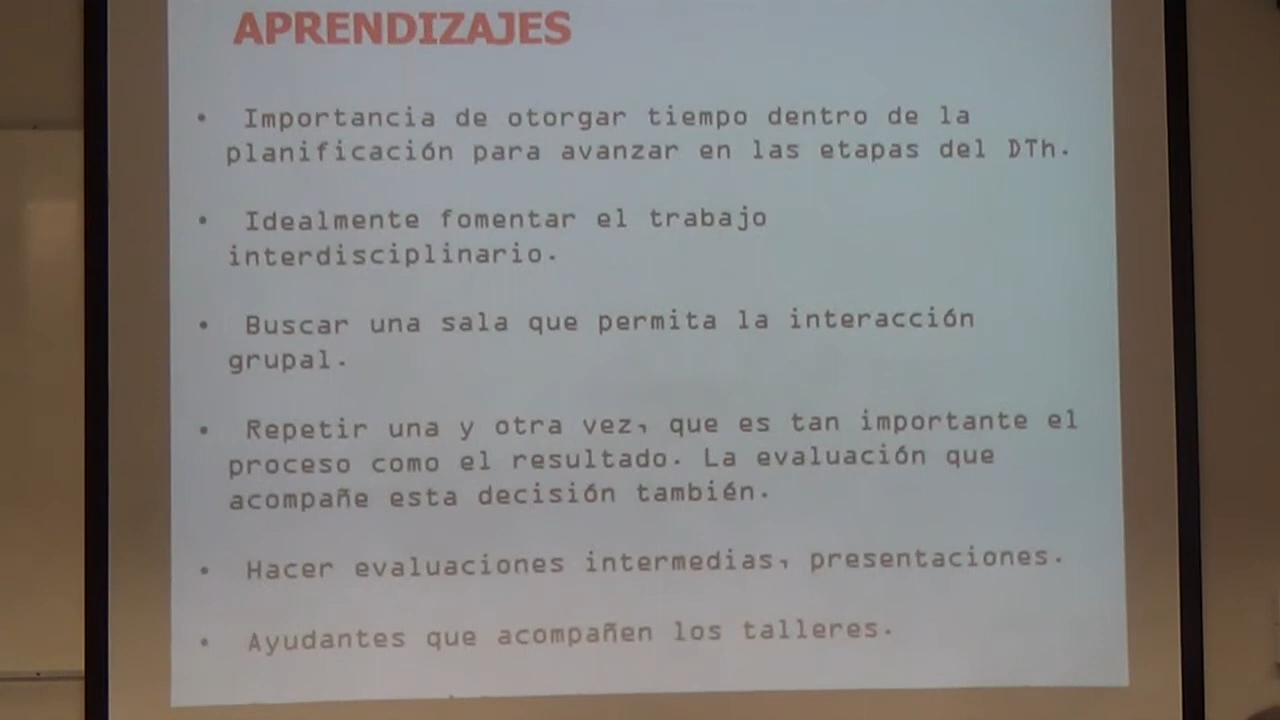 APRENDIZAJES
• Importancia de otorgar tiempo dentro de la
planificación para avanzar en las etapas del DTh.
• Idealmente fomentar el trabajo
interdisciplinario.
• Buscar una sala que permita la interacción
grupal.
• Repetir una y otra vez, que es tan importante el
proceso como el resultado. La evaluación que
acompañe esta decisión también.
• Hacer evaluaciones intermedias, presentaciones.
• Ayudantes que acompañen los talleres.